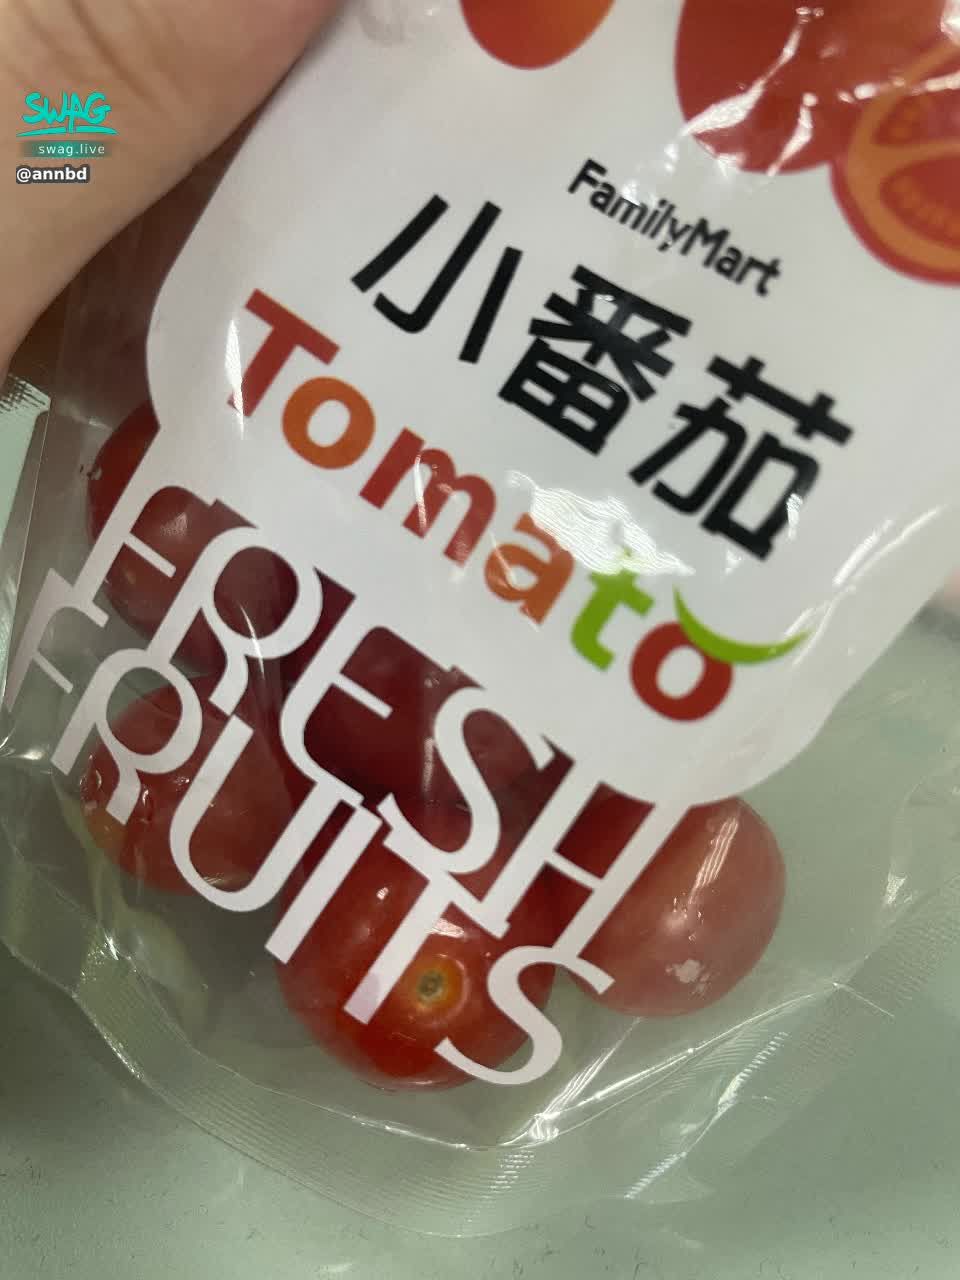 SWAG
swag.live
@annbd
FamilyMart
小番茄
Tomato
FRESH
FRUITS